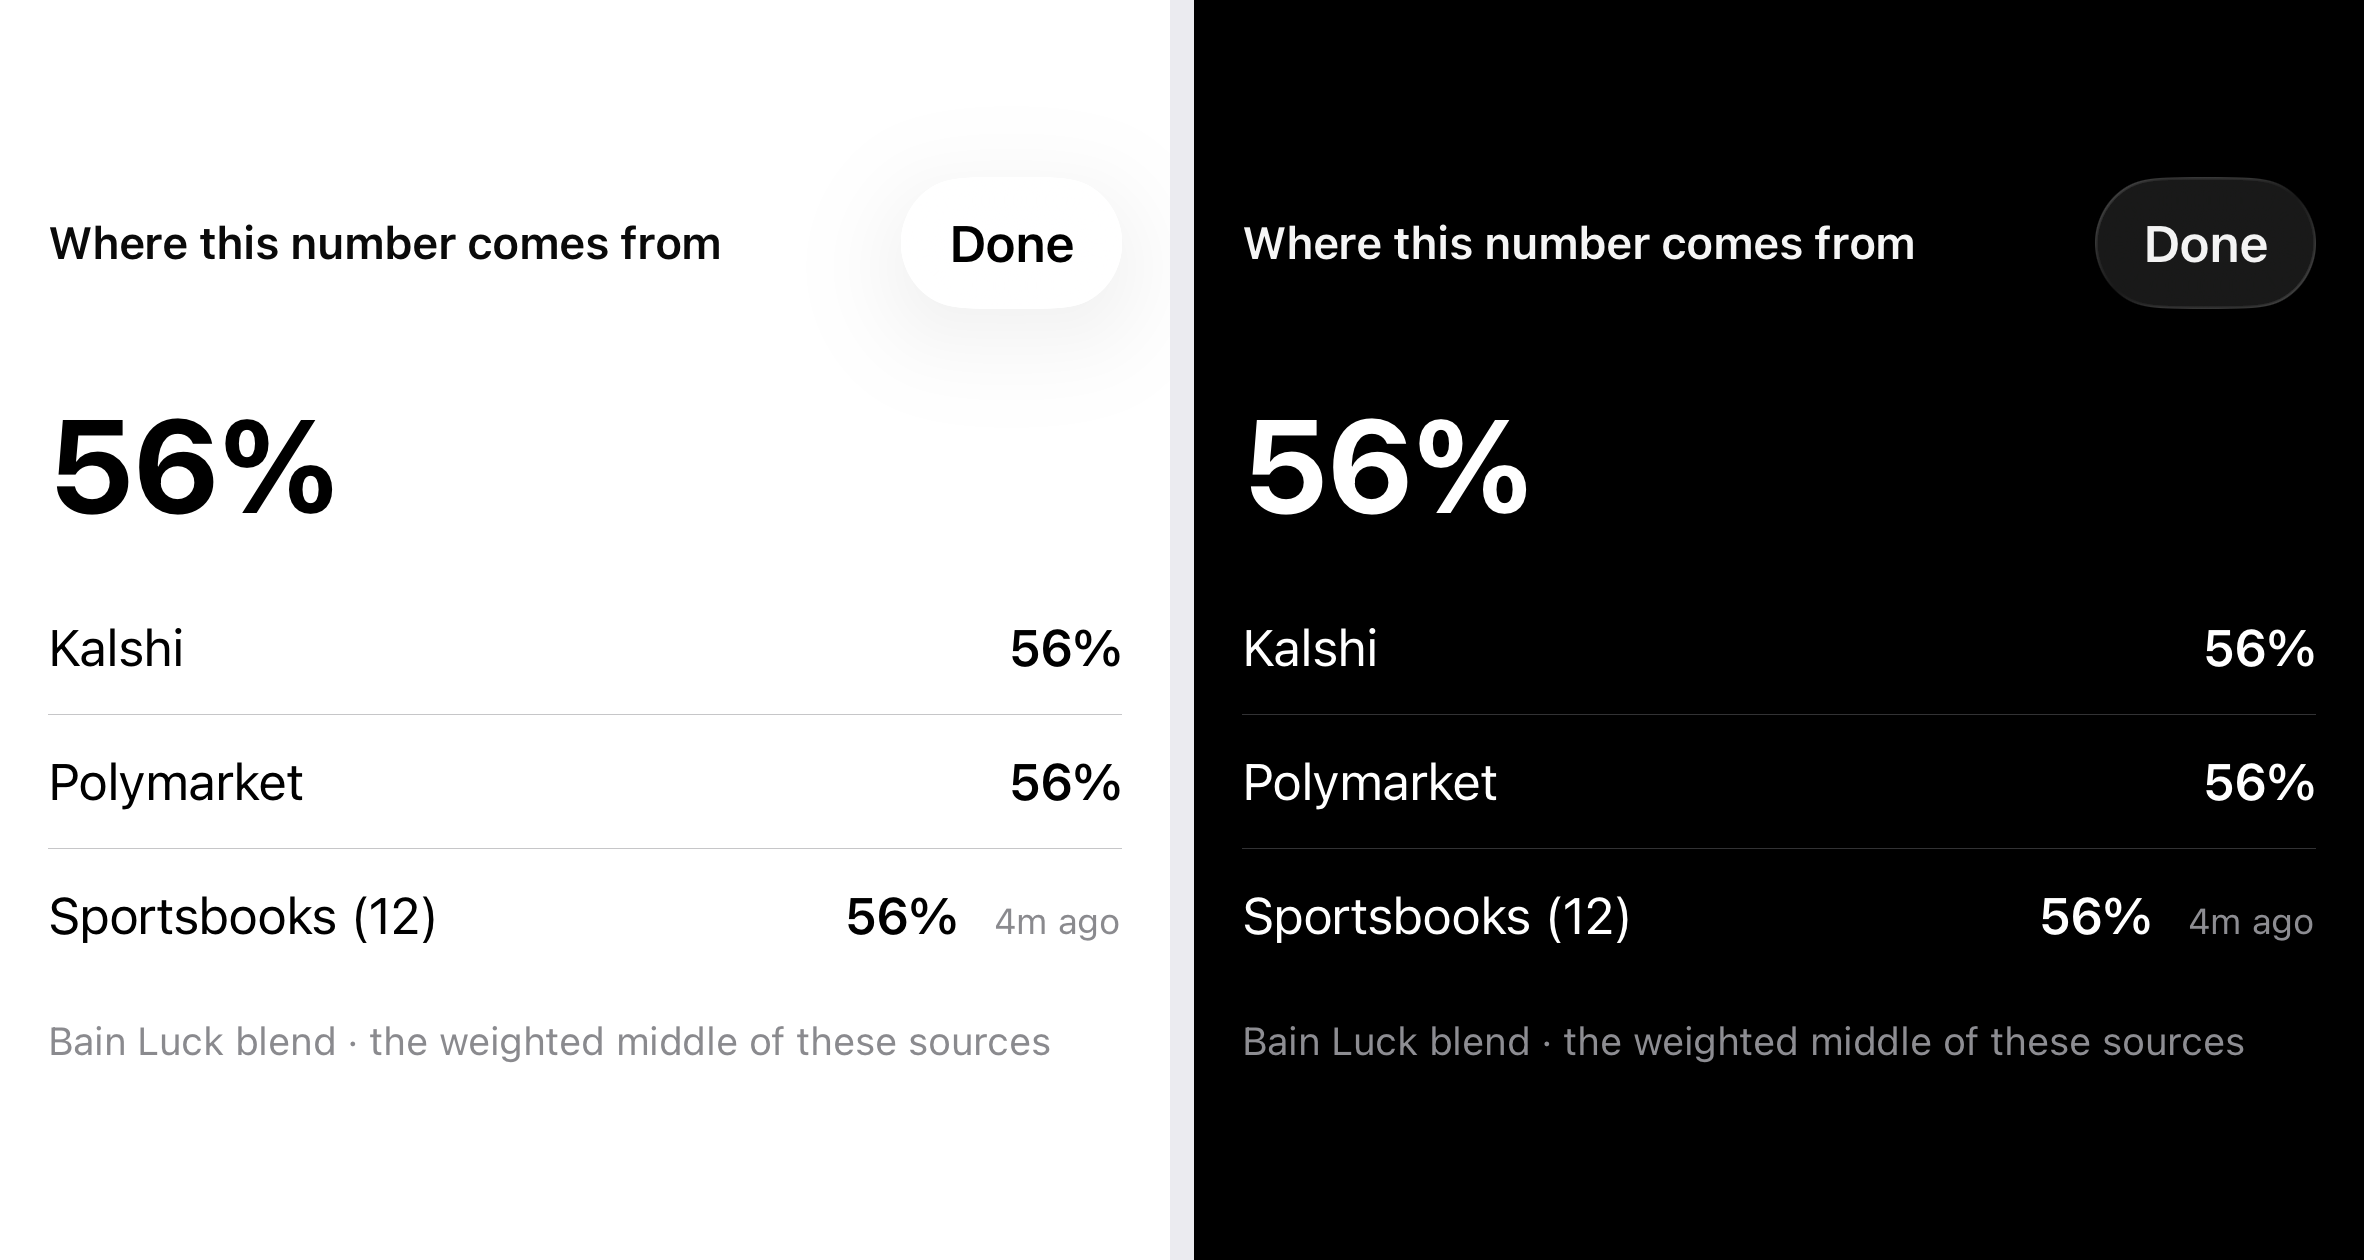 Where this number comes from Done
56%
Kalshi 56%
Polymarket 56%
Sportsbooks (12) 56% 4m ago
Bain Luck blend · the weighted middle of these sources
Where this number comes from Done
56%
Kalshi 56%
Polymarket 56%
Sportsbooks (12) 56% 4m ago
Bain Luck blend · the weighted middle of these sources